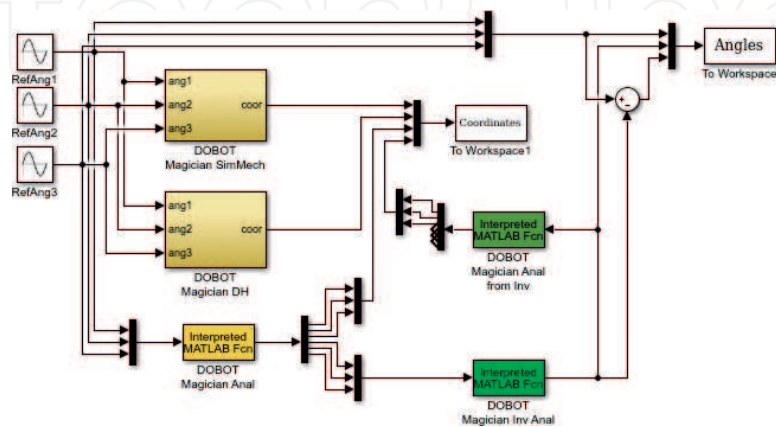 RefAng1
RefAng2
RefAng3
ang1
ang2
ang3
coor
DOBOT
Magician SimMech
ang1
ang2
ang3
coor
DOBOT
Magician DH
Interpreted
MATLAB Fcn
DOBOT
Magician Anal
Coordinates
To Workspace1
Interpreted
MATLAB Fcn
DOBOT
Magician Anal
from Inv
Interpreted
MATLAB Fcn
DOBOT
Magician Inv Anal
+
-
Angles
To Workspace